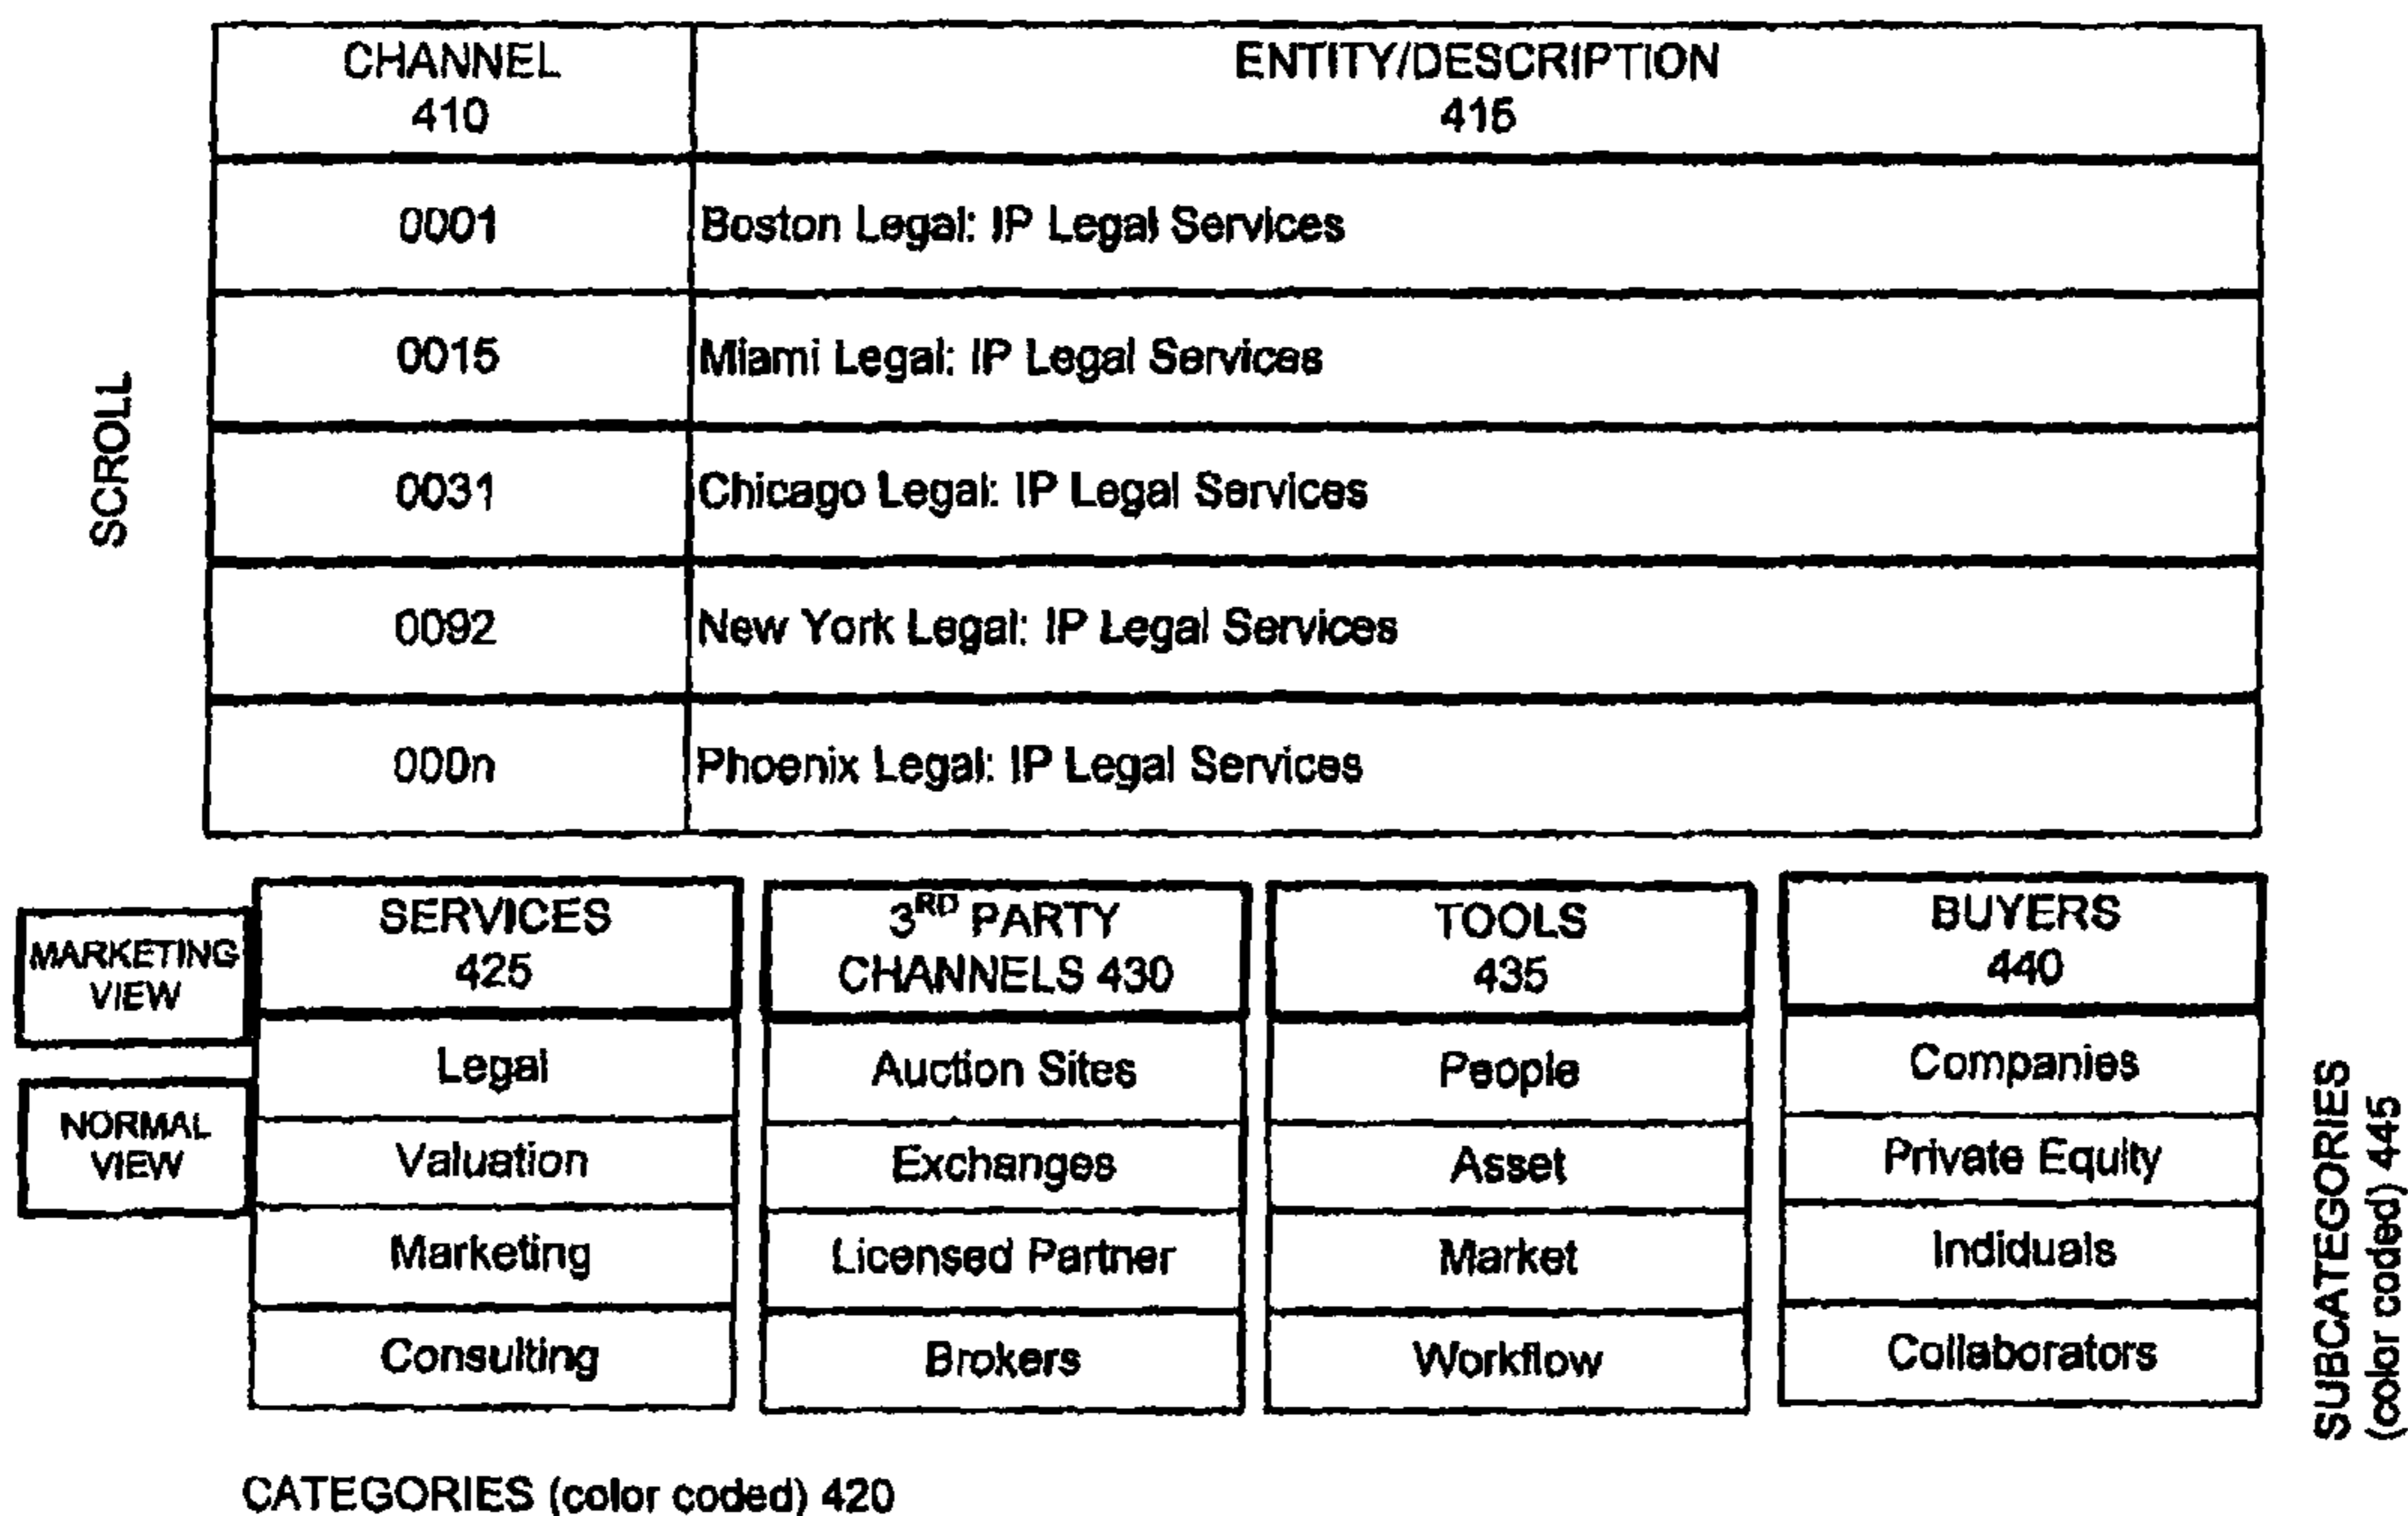 CHANNEL
410
ENTITY/DESCRIPTION
415
0001
Boston Legal: IP Legal Services
0015
Miami Legal: IP Legal Services
0031
Chicago Legal: IP Legal Services
0092
New York Legal: IP Legal Services
000n
Phoenix Legal: IP Legal Services
SCROLL
MARKETING
VIEW
NORMAL
VIEW
SERVICES
425
Legal
Valuation
Marketing
Consulting
3RD PARTY
CHANNELS 430
Auction Sites
Exchanges
Licensed Partner
Brokers
TOOLS
435
People
Asset
Market
Workflow
BUYERS
440
Companies
Private Equity
Indiduals
Collaborators
SUBCATEGORIES
(color coded) 445
CATEGORIES (color coded) 420